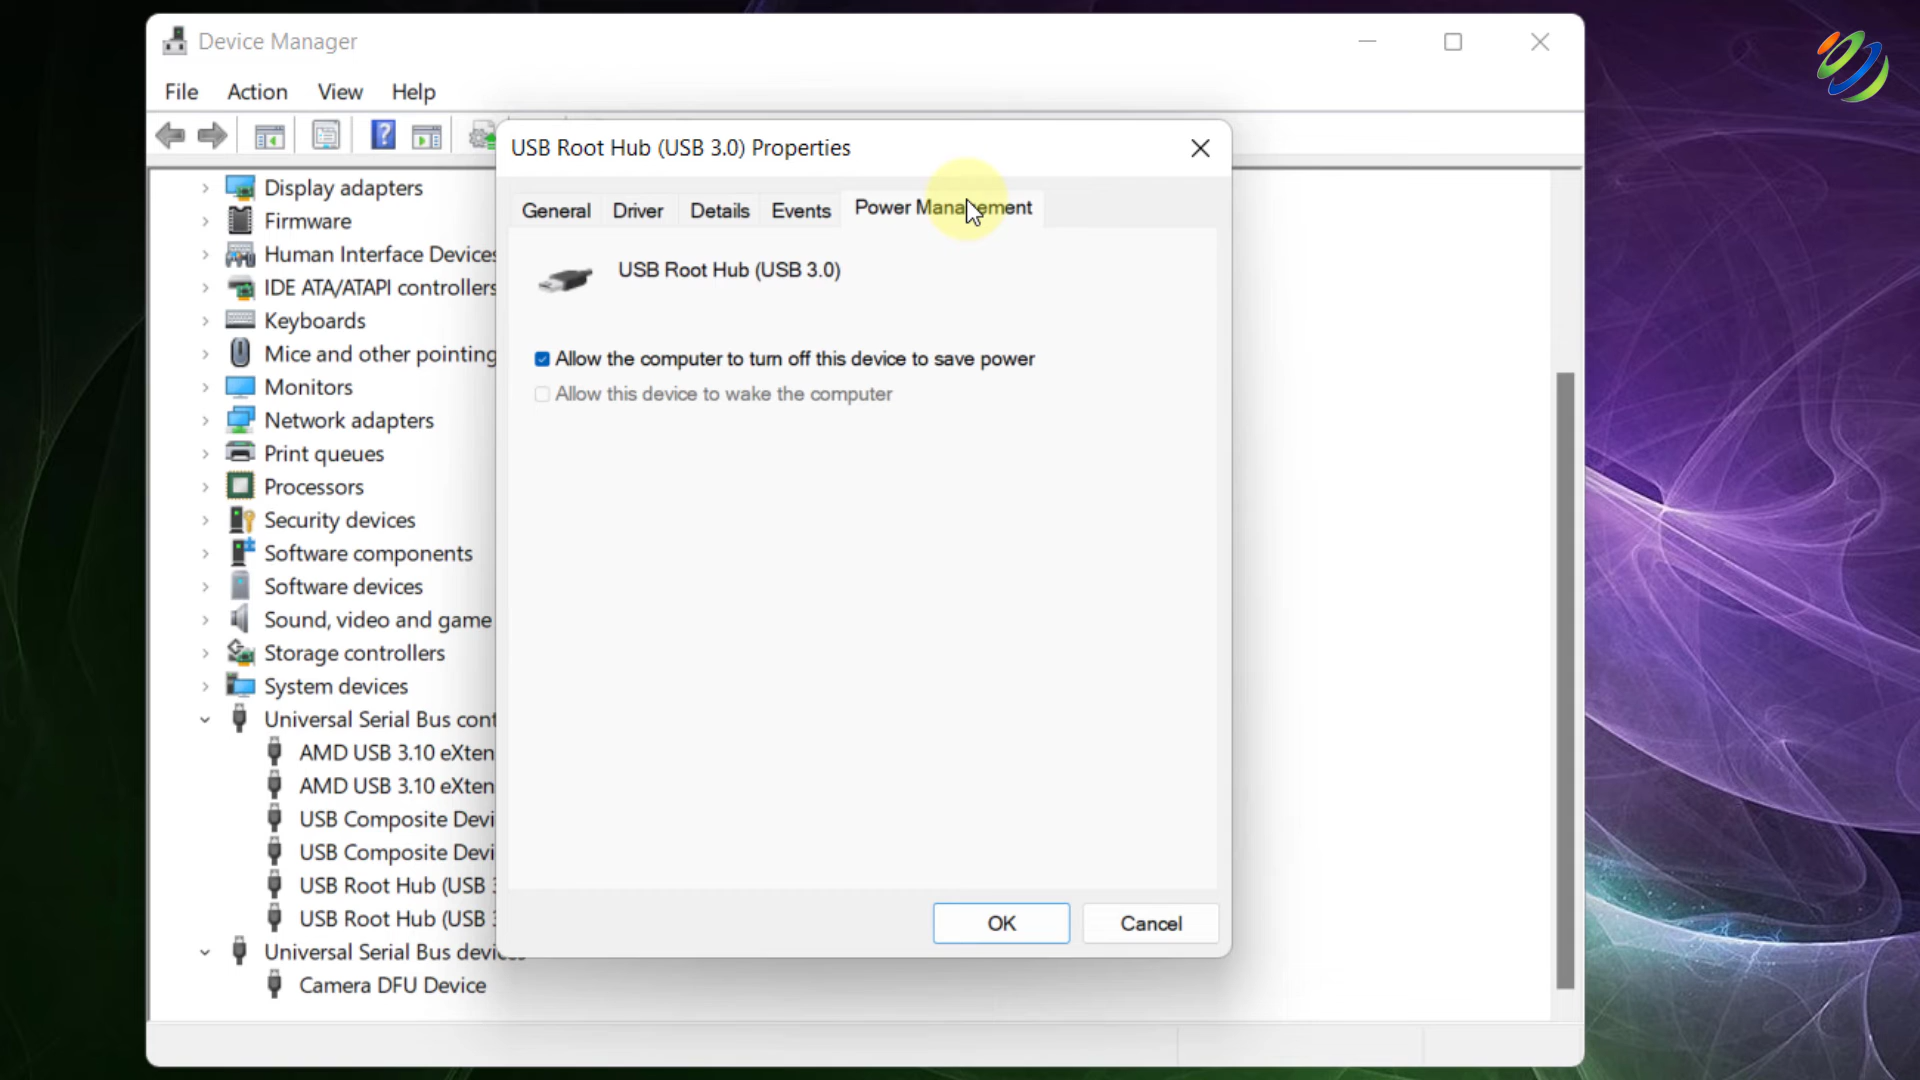 Device Manager
File Action View Help
USB Root Hub (USB 3.0) Properties
General Driver Details Events Power Management
USB Root Hub (USB 3.0)
Allow the computer to turn off this device to save power
Allow this device to wake the computer
OK Cancel
Display adapters
Firmware
Human Interface Devices
IDE ATA/ATAPI controllers
Keyboards
Mice and other pointing
Monitors
Network adapters
Print queues
Processors
Security devices
Software components
Software devices
Sound, video and game
Storage controllers
System devices
Universal Serial Bus cont
AMD USB 3.10 eXten
AMD USB 3.10 eXten
USB Composite Devi
USB Composite Devi
USB Root Hub (USB 3
USB Root Hub (USB 3
Universal Serial Bus devices
Camera DFU Device